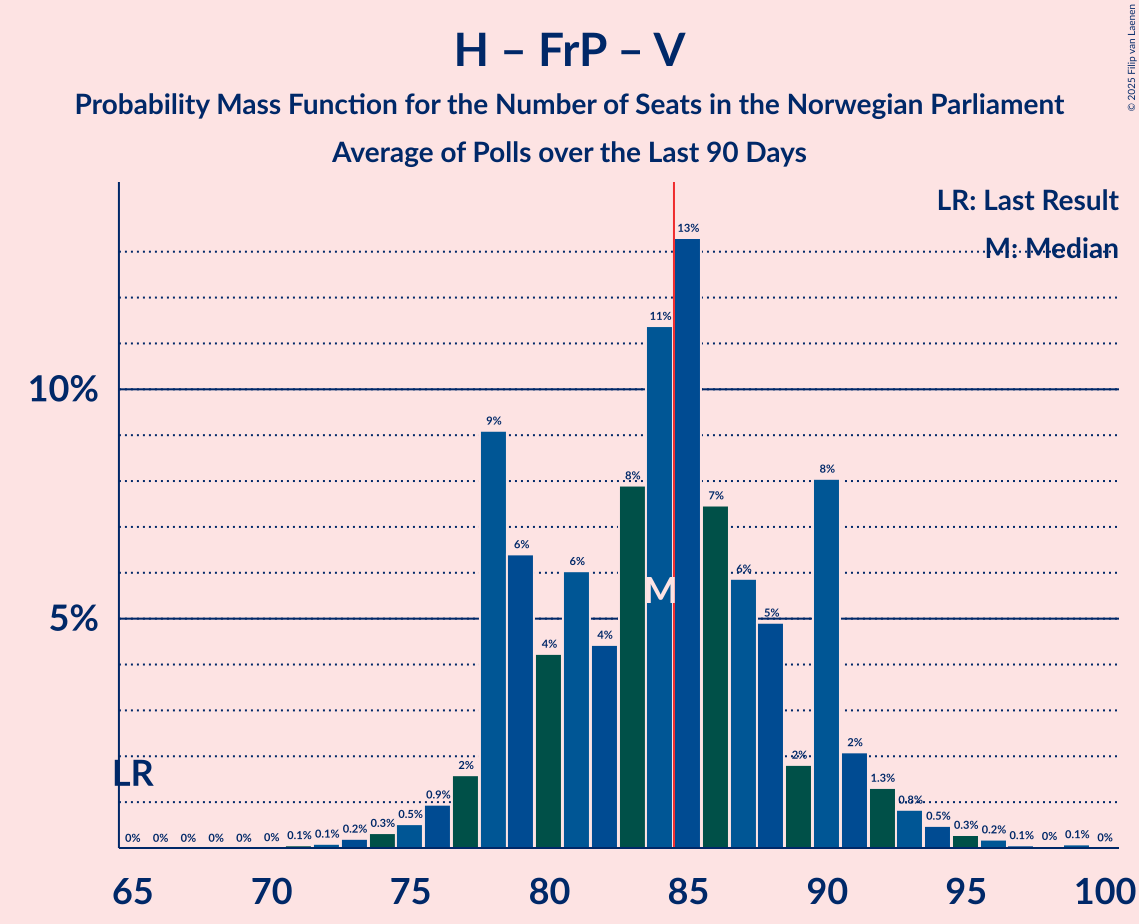 H – FrP – V
Probability Mass Function for the Number of Seats in the Norwegian Parliament
Average of Polls over the Last 90 Days
© 2025 Filip van Laenen
LR: Last Result
M: Median
10%
5%
LR
M
0% 0% 0% 0% 0% 0% 0.1% 0.1% 0.2% 0.3% 0.5% 0.9% 2% 9% 6% 4% 6% 4% 8% 11% 13% 7% 6% 5% 2% 8% 2% 1.3% 0.8% 0.5% 0.3% 0.2% 0.1% 0% 0.1% 0%
65 70 75 80 85 90 95 100